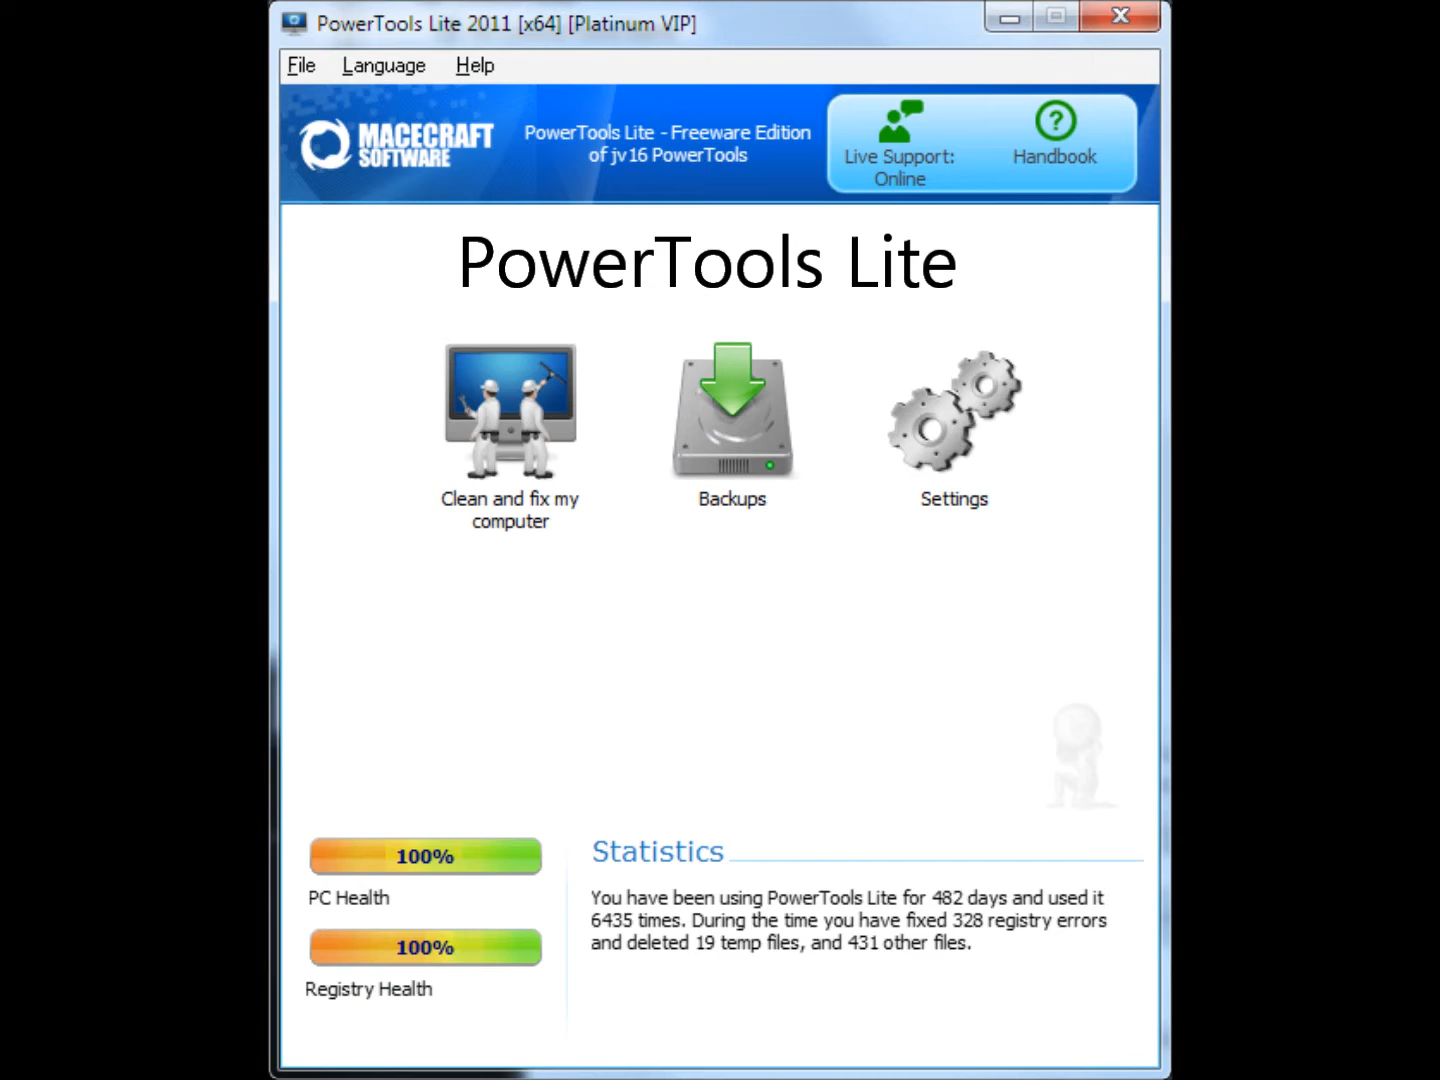 PowerTools Lite 2011 [x64] [Platinum VIP]
File Language Help
MACECRAFT
SOFTWARE
PowerTools Lite - Freeware Edition
of jv16 PowerTools
Live Support:
Online
Handbook
PowerTools Lite
Clean and fix my
computer
Backups
Settings
100%
PC Health
100%
Registry Health
Statistics
You have been using PowerTools Lite for 482 days and used it
6435 times. During the time you have fixed 328 registry errors
and deleted 19 temp files, and 431 other files.